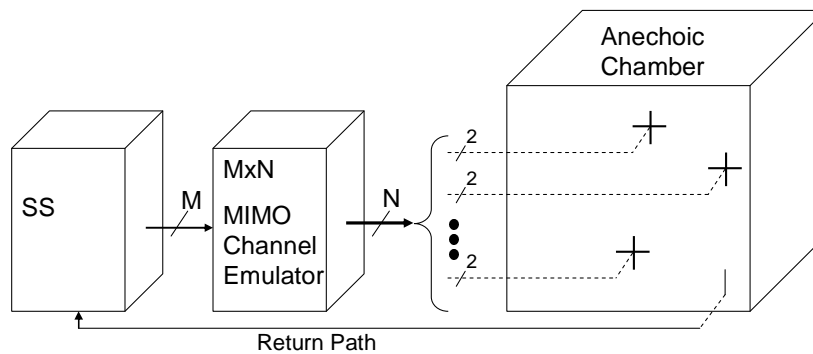 Anechoic
Chamber
SS
M
MxN
MIMO
Channel
Emulator
N
2
2
2
Return Path